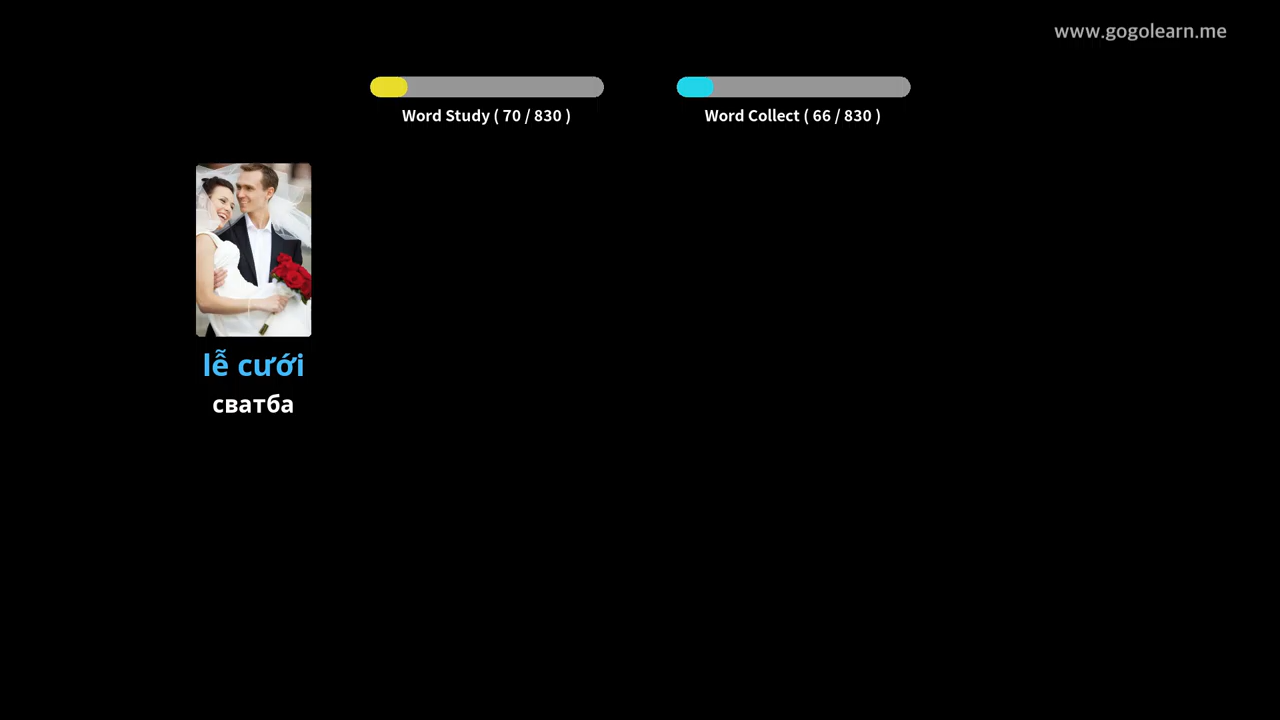 www.gogolearn.me
Word Study ( 70 / 830 )
Word Collect ( 66 / 830 )
lễ cưới
сватба